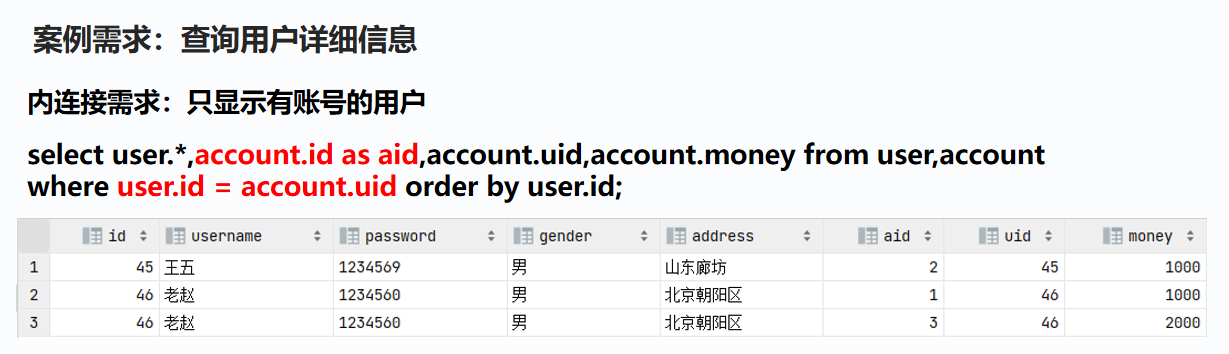 案例需求：查询用户详细信息
内连接需求：只显示有账号的用户
select user.*,account.id as aid,account.uid,account.money from user,account
where user.id = account.uid order by user.id;
id username password gender address aid uid money
1 45 王五 1234569 男 山东廊坊 2 45 1000
2 46 老赵 1234560 男 北京朝阳区 1 46 1000
3 46 老赵 1234560 男 北京朝阳区 3 46 2000